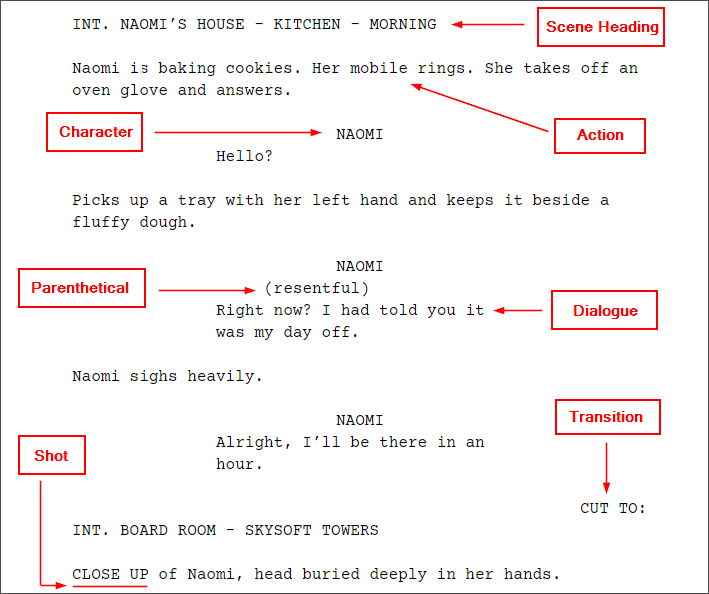 INT. NAOMI’S HOUSE – KITCHEN – MORNING
Scene Heading
Naomi is baking cookies. Her mobile rings. She takes off an
oven glove and answers.
Character
NAOMI
Action
Hello?
Picks up a tray with her left hand and keeps it beside a
fluffy dough.
NAOMI
Parenthetical
(resentful)
Right now? I had told you it
Dialogue
was my day off.
Naomi sighs heavily.
NAOMI
Transition
Alright, I’ll be there in an
Shot
hour.
CUT TO:
INT. BOARD ROOM – SKYSOFT TOWERS
CLOSE UP of Naomi, head buried deeply in her hands.